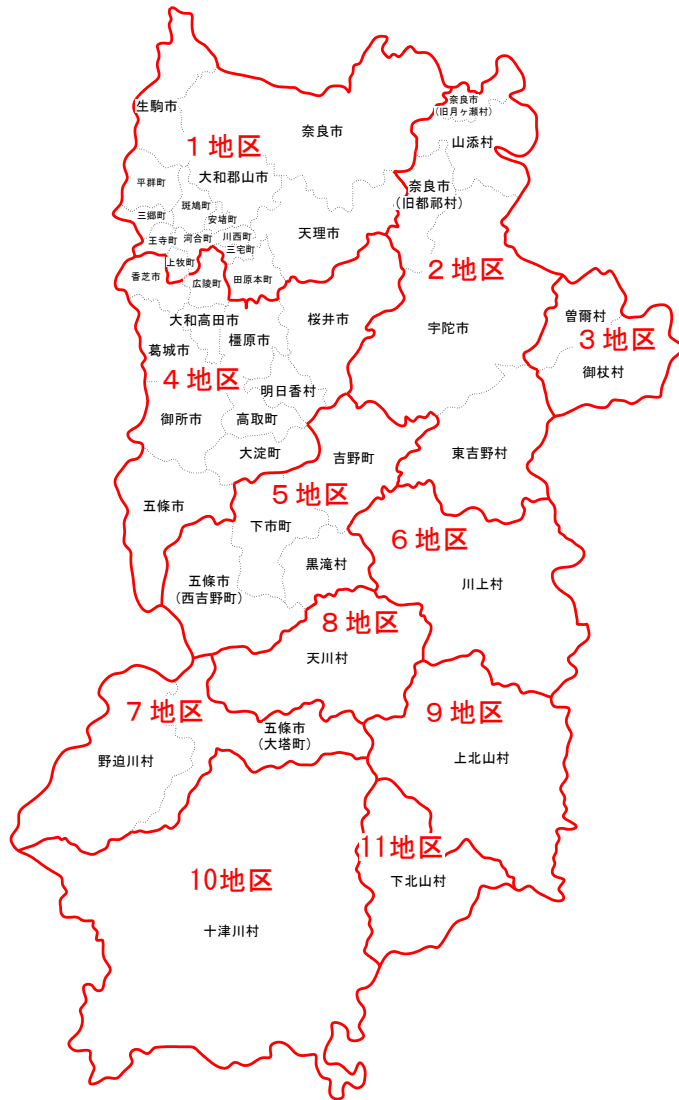 奈良市
(旧月ヶ瀬村)
生駒市
奈良市
山添村
1地区
平群町
大和郡山市
奈良市
(旧都祁村)
斑鳩町
三郷町
安堵町
天理市
王寺町
河合町
川西町
三宅町
上牧町
2地区
香芝市
広陵町
田原本町
大和高田市
桜井市
宇陀市
曽爾村
橿原市
3地区
葛城市
御杖村
4地区
明日香村
御所市
高取町
大淀町
吉野町
東吉野村
5地区
五條市
下市町
6地区
黒滝村
五條市
(西吉野町)
川上村
8地区
天川村
7地区
9地区
五條市
(大塔町)
野迫川村
上北山村
11地区
10地区
下北山村
十津川村